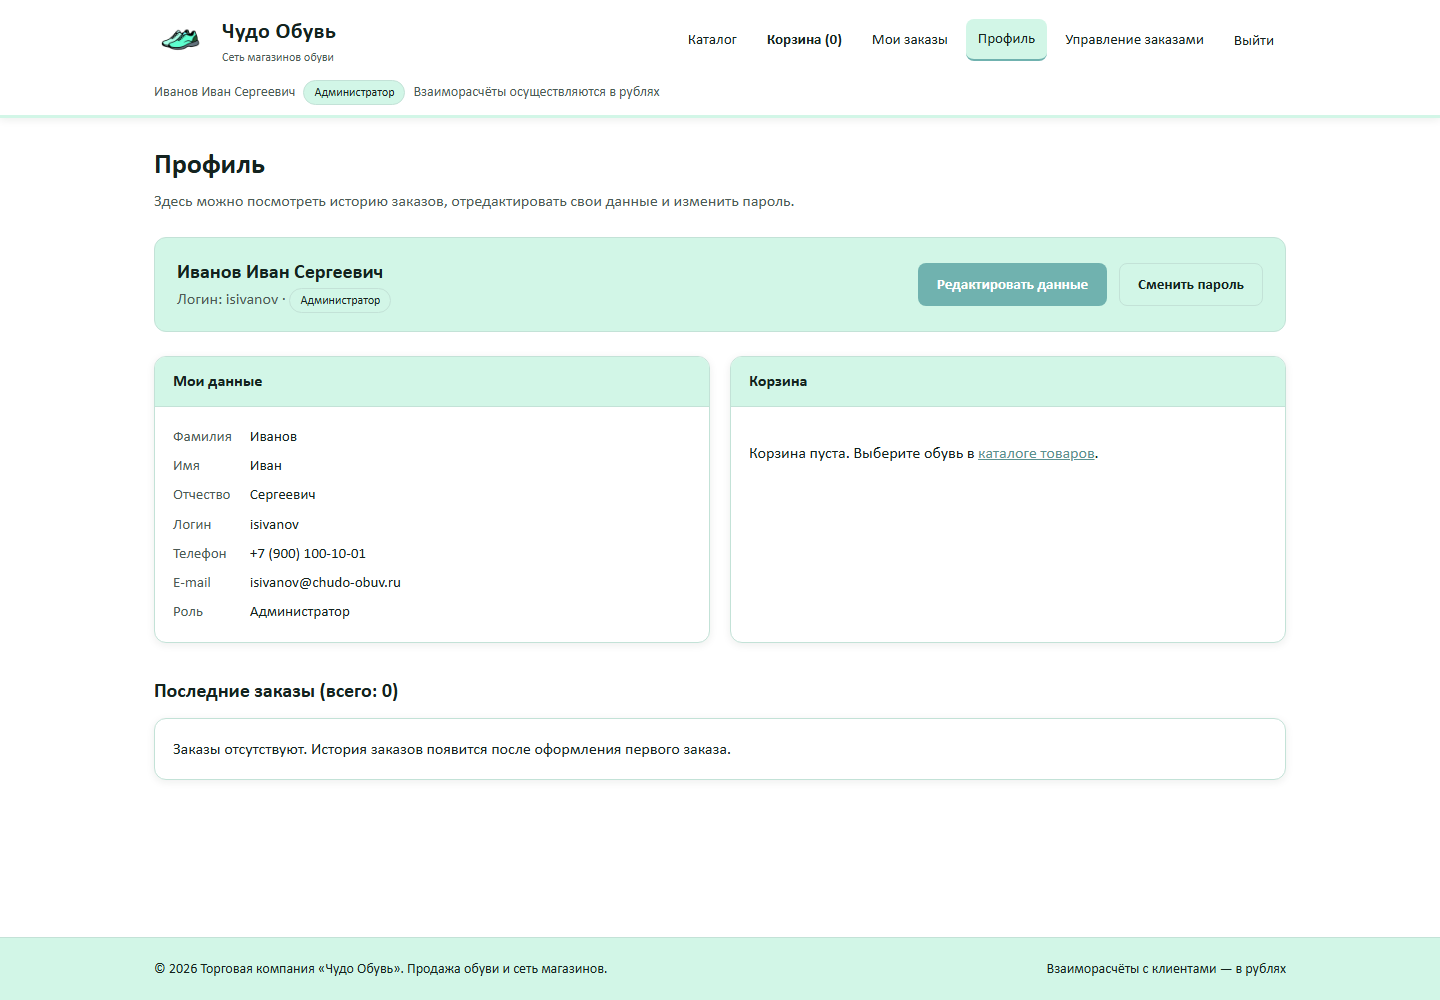 Чудо Обувь
Сеть магазинов обуви
Каталог
Корзина (0)
Мои заказы
Профиль
Управление заказами
Выйти
Иванов Иван Сергеевич
Администратор
Взаиморасчёты осуществляются в рублях
Профиль
Здесь можно посмотреть историю заказов, отредактировать свои данные и изменить пароль.
Иванов Иван Сергеевич
Логин: isivanov · Администратор
Редактировать данные
Сменить пароль
Мои данные
Фамилия Иванов
Имя Иван
Отчество Сергеевич
Логин isivanov
Телефон +7 (900) 100-10-01
E-mail isivanov@chudo-obuv.ru
Роль Администратор
Корзина
Корзина пуста. Выберите обувь в каталоге товаров.
Последние заказы (всего: 0)
Заказы отсутствуют. История заказов появится после оформления первого заказа.
© 2026 Торговая компания «Чудо Обувь». Продажа обуви и сеть магазинов.
Взаиморасчёты с клиентами — в рублях